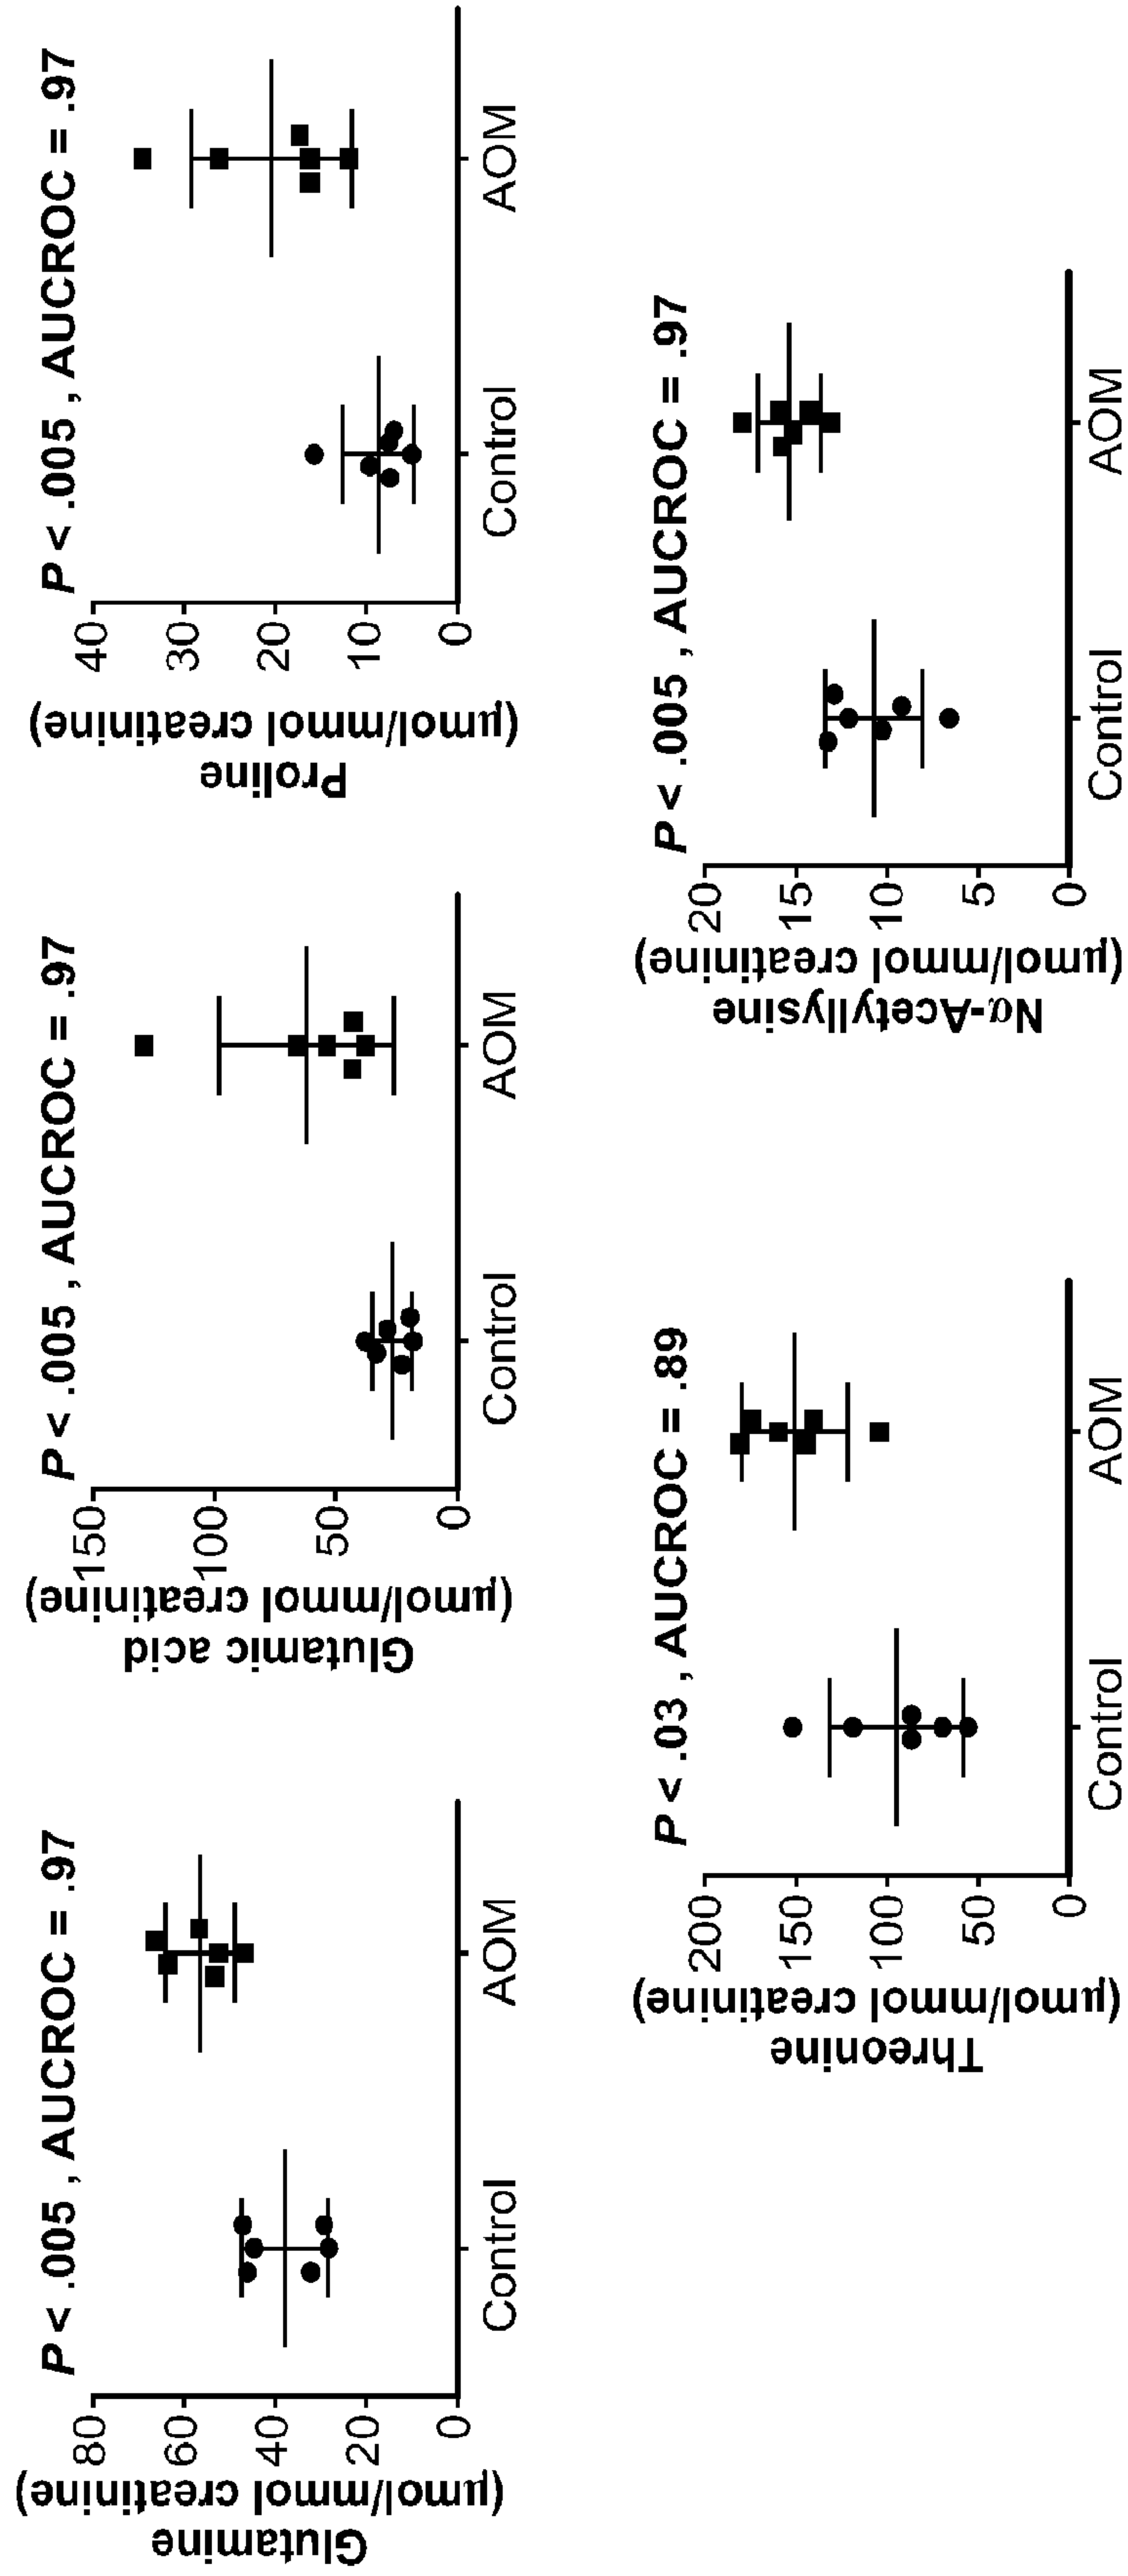 Glutamine
(μmol/mmol creatinine)
P < .005 , AUCROC = .97
80
60
40
20
0
Control
AOM
Glutamic acid
(μmol/mmol creatinine)
P < .005 , AUCROC = .97
150
100
50
0
Control
AOM
Proline
(μmol/mmol creatinine)
P < .005 , AUCROC = .97
40
30
20
10
0
Control
AOM
Threonine
(μmol/mmol creatinine)
P < .03 , AUCROC = .89
200
150
100
50
0
Control
AOM
Nα-Acetyllysine
(μmol/mmol creatinine)
P < .005 , AUCROC = .97
20
15
10
5
0
Control
AOM